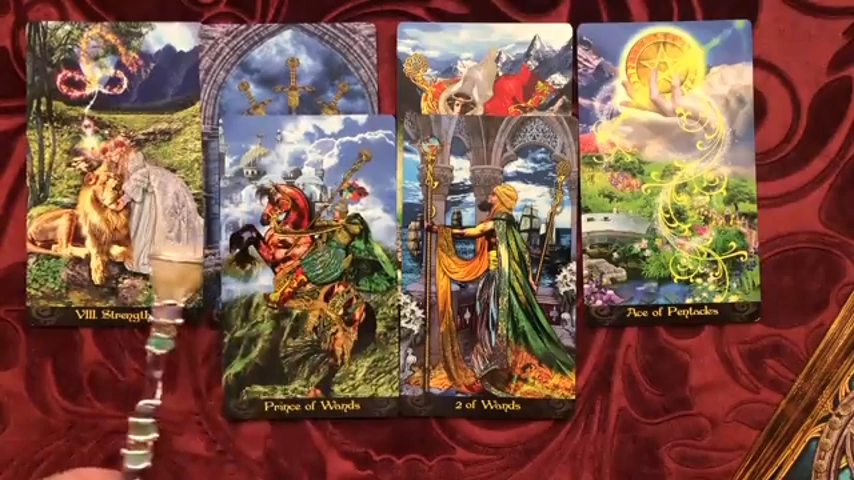 VIII. Strength
Ace of Pentacles
Prince of Wands
2 of Wands